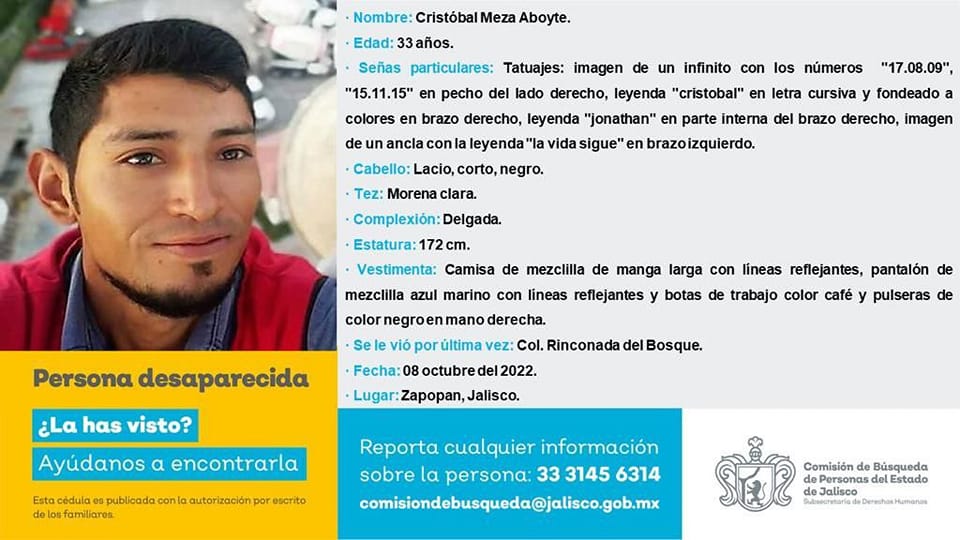 · Nombre: Cristóbal Meza Aboyte.
· Edad: 33 años.
· Señas particulares: Tatuajes: imagen de un infinito con los números "17.08.09",
"15.11.15" en pecho del lado derecho, leyenda "cristobal" en letra cursiva y fondeado a
colores en brazo derecho, leyenda "jonathan" en parte interna del brazo derecho, imagen
de un ancla con la leyenda "la vida sigue" en brazo izquierdo.
· Cabello: Lacio, corto, negro.
· Tez: Morena clara.
· Complexión: Delgada.
· Estatura: 172 cm.
· Vestimenta: Camisa de mezclilla de manga larga con líneas reflejantes, pantalón de
mezclilla azul marino con líneas reflejantes y botas de trabajo color café y pulseras de
color negro en mano derecha.
· Se le vió por última vez: Col. Rinconada del Bosque.
· Fecha: 08 octubre del 2022.
· Lugar: Zapopan, Jalisco.
Persona desaparecida
¿La has visto?
Ayúdanos a encontrarla
Esta cédula es publicada con la autorización por escrito
de los familiares.
Reporta cualquier información
sobre la persona: 33 3145 6314
comisiondebusqueda@jalisco.gob.mx
Comisión de Búsqueda
de Personas del Estado
de Jalisco
Subsecretaría de Derechos Humanos